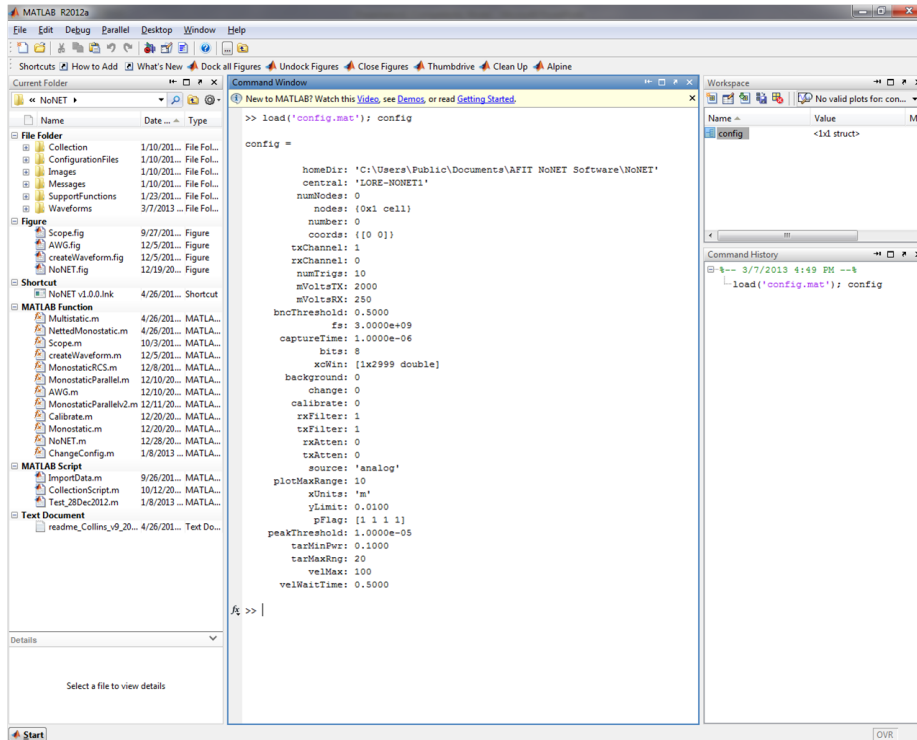 MATLAB R2012a
File Edit Debug Parallel Desktop Window Help
Shortcuts How to Add What's New Dock all Figures Undock Figures Close Figures Thumbdrive Clean Up Alpine
Current Folder
« NoNET
Name Date ... Type
File Folder
Collection 1/10/201... File Fol...
ConfigurationFiles 1/10/201... File Fol...
Images 1/10/201... File Fol...
Messages 1/10/201... File Fol...
SupportFunctions 1/23/201... File Fol...
Waveforms 3/7/2013 ... File Fol...
Figure
Scope.fig 9/27/201... Figure
AWG.fig 12/5/201... Figure
createWaveform.fig 12/5/201... Figure
NoNET.fig 12/19/20... Figure
Shortcut
NoNET v1.0.0.lnk 4/26/201... Shortcut
MATLAB Function
Multistatic.m 4/26/201... MATLA...
NettedMonostatic.m 4/26/201... MATLA...
Scope.m 10/3/201... MATLA...
createWaveform.m 12/5/201... MATLA...
MonostaticRCS.m 12/8/201... MATLA...
MonostaticParallel.m 12/10/20... MATLA...
AWG.m 12/10/20... MATLA...
MonostaticParallelv2.m 12/11/20... MATLA...
Calibrate.m 12/20/20... MATLA...
Monostatic.m 12/20/20... MATLA...
NoNET.m 12/28/20... MATLA...
ChangeConfig.m 1/8/2013 ... MATLA...
MATLAB Script
ImportData.m 9/26/201... MATLA...
CollectionScript.m 10/12/20... MATLA...
Test_28Dec2012.m 1/8/2013 ... MATLA...
Text Document
readme_Collins_v9_20... 4/26/201... Text Do...
Details
Select a file to view details
Start
Command Window
New to MATLAB? Watch this Video, see Demos, or read Getting Started.
>> load('config.mat'); config
config =
homeDir: 'C:\Users\Public\Documents\AFIT NoNET Software\NoNET'
central: 'LORE-NONET1'
numNodes: 0
nodes: {0x1 cell}
number: 0
coords: {[0 0]}
txChannel: 1
rxChannel: 0
numTrigs: 10
mVoltsTX: 2000
mVoltsRX: 250
bncThreshold: 0.5000
fs: 3.0000e+09
captureTime: 1.0000e-06
bits: 8
xcWin: [1x2999 double]
background: 0
change: 0
calibrate: 0
rxFilter: 1
txFilter: 1
rxAtten: 0
txAtten: 0
source: 'analog'
plotMaxRange: 10
xUnits: 'm'
yLimit: 0.0100
pFlag: [1 1 1 1]
peakThreshold: 1.0000e-05
tarMinPwr: 0.1000
tarMaxRng: 20
velMax: 100
velWaitTime: 0.5000
fx >>
Workspace
No valid plots for: con...
Name Value M
config <1x1 struct>
Command History
%-- 3/7/2013 4:49 PM --%
load('config.mat'); config
OVR